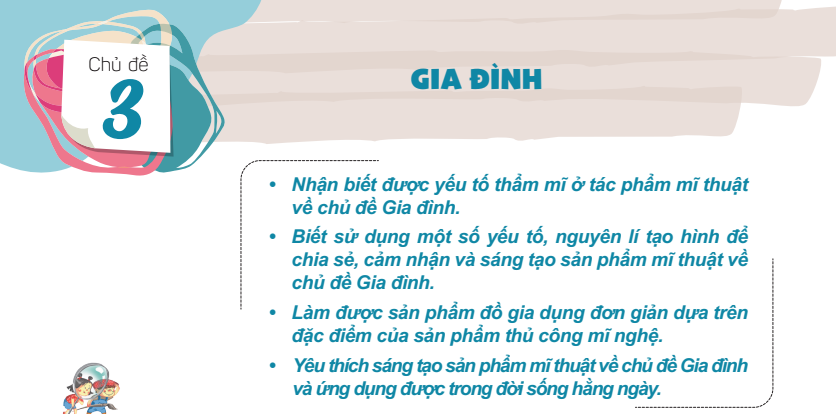 Chủ đề
3
GIA ĐÌNH
• Nhận biết được yếu tố thẩm mĩ ở tác phẩm mĩ thuật
về chủ đề Gia đình.
• Biết sử dụng một số yếu tố, nguyên lí tạo hình để
chia sẻ, cảm nhận và sáng tạo sản phẩm mĩ thuật về
chủ đề Gia đình.
• Làm được sản phẩm đồ gia dụng đơn giản dựa trên
đặc điểm của sản phẩm thủ công mĩ nghệ.
• Yêu thích sáng tạo sản phẩm mĩ thuật về chủ đề Gia đình
và ứng dụng được trong đời sống hằng ngày.